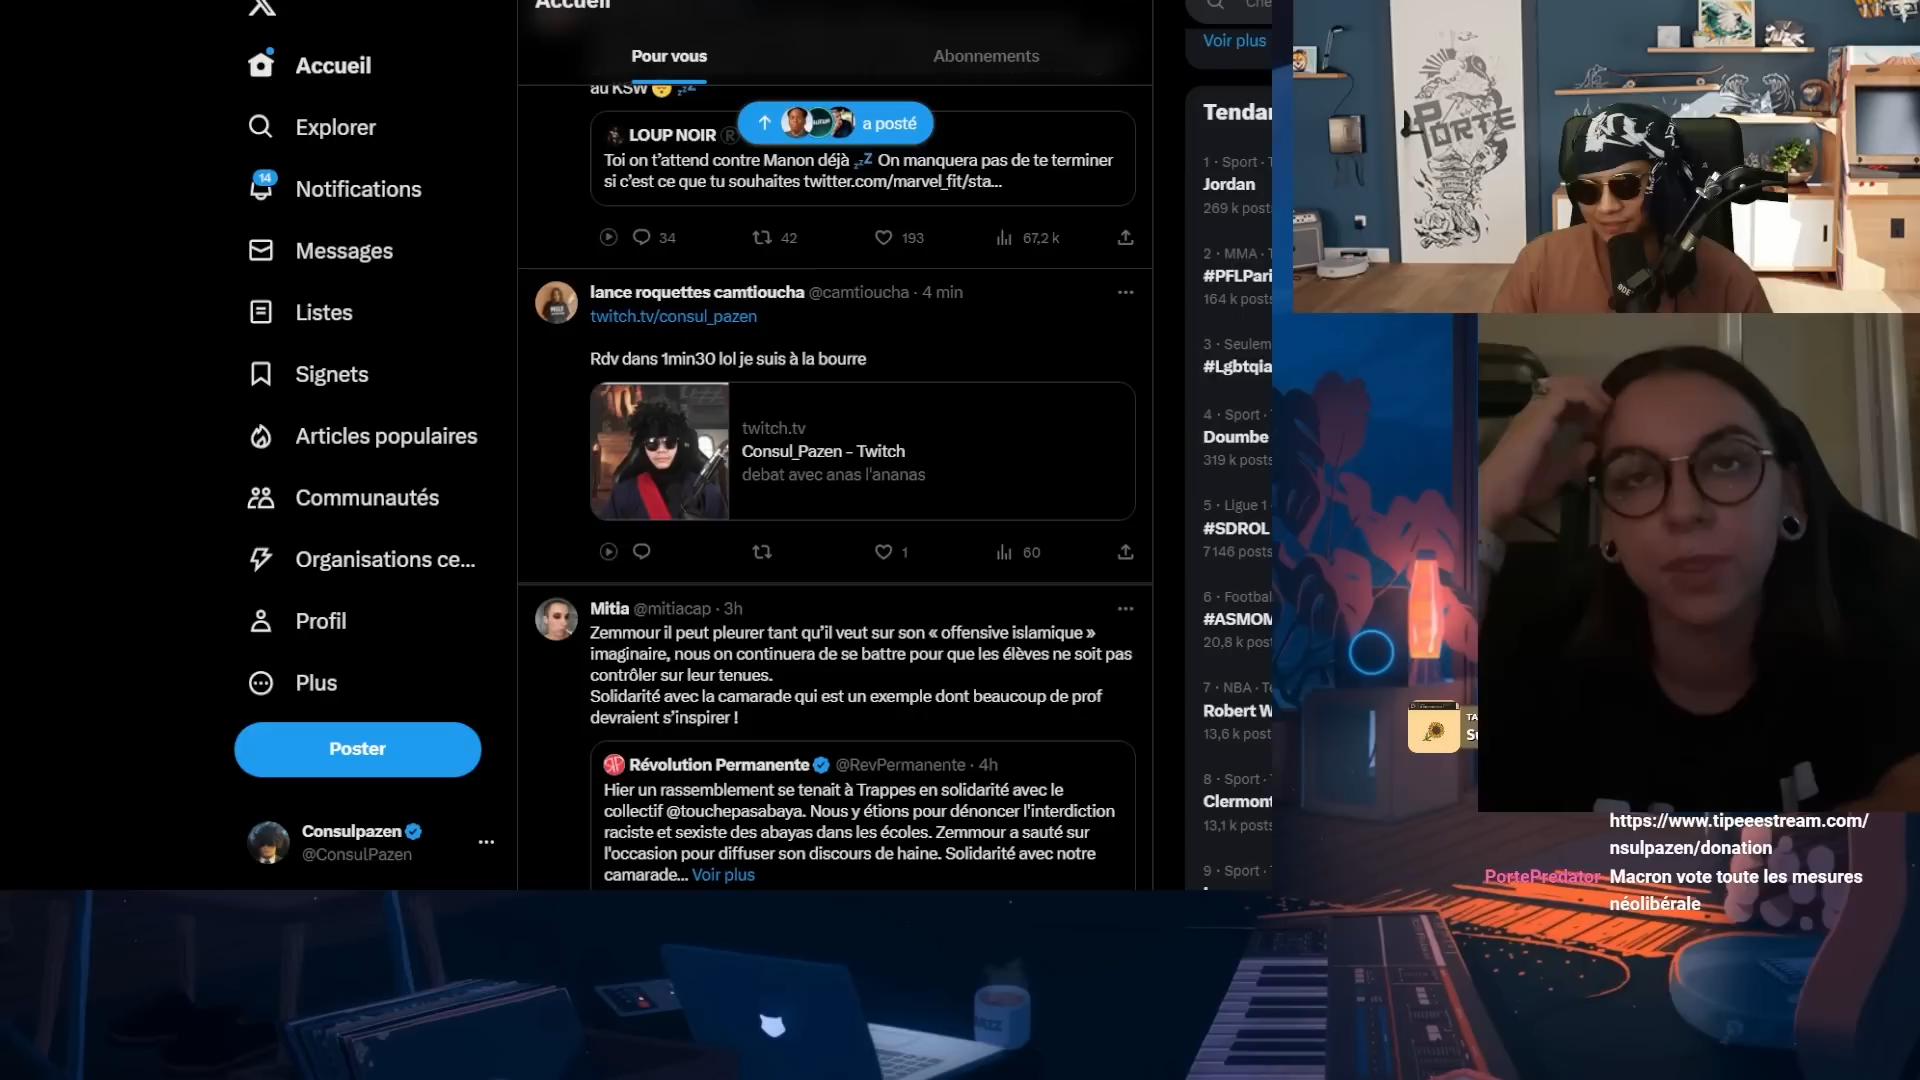 Accueil
Explorer
14
Notifications
Messages
Listes
Signets
Articles populaires
Communautés
Organisations ce...
Profil
Plus
Poster
Consulpazen
@ConsulPazen
Accueil
Pour vous
Abonnements
au KSW
a posté
LOUP NOIR
Toi on t’attend contre Manon déjà 💤 On manquera pas de te terminer
si c’est ce que tu souhaites twitter.com/marvel_fit/sta...
34
42
193
67,2 k
lance roquettes camtioucha @camtioucha · 4 min
twitch.tv/consul_pazen
Rdv dans 1min30 lol je suis à la bourre
twitch.tv
Consul_Pazen - Twitch
debat avec anas l'ananas
1
60
Mitia @mitiacap · 3h
Zemmour il peut pleurer tant qu’il veut sur son « offensive islamique »
imaginaire, nous on continuera de se battre pour que les élèves ne soit pas
contrôler sur leur tenues.
Solidarité avec la camarade qui est un exemple dont beaucoup de prof
devraient s’inspirer !
Révolution Permanente @RevPermanente · 4h
Hier un rassemblement se tenait à Trappes en solidarité avec le
collectif @touchepasabaya. Nous y étions pour dénoncer l'interdiction
raciste et sexiste des abayas dans les écoles. Zemmour a sauté sur
l'occasion pour diffuser son discours de haine. Solidarité avec notre
camarade... Voir plus
Che
Voir plus
Tendan
1 · Sport · T
Jordan
269 k posts
2 · MMA · T
#PFLPari
164 k posts
3 · Seulem
#Lgbtqia
4 · Sport ·
Doumbe
319 k posts
5 · Ligue 1 ·
#SDROL
7146 posts
6 · Footbal
#ASMOM
20,8 k post
7 · NBA · Te
Robert W
13,6 k post
8 · Sport · T
Clermont
13,1 k posts
9 · Sport ·
PORTE
RODE
TA
Su
https://www.tipeeestream.com/
nsulpazen/donation
PortePredator Macron vote toute les mesures
néolibérale